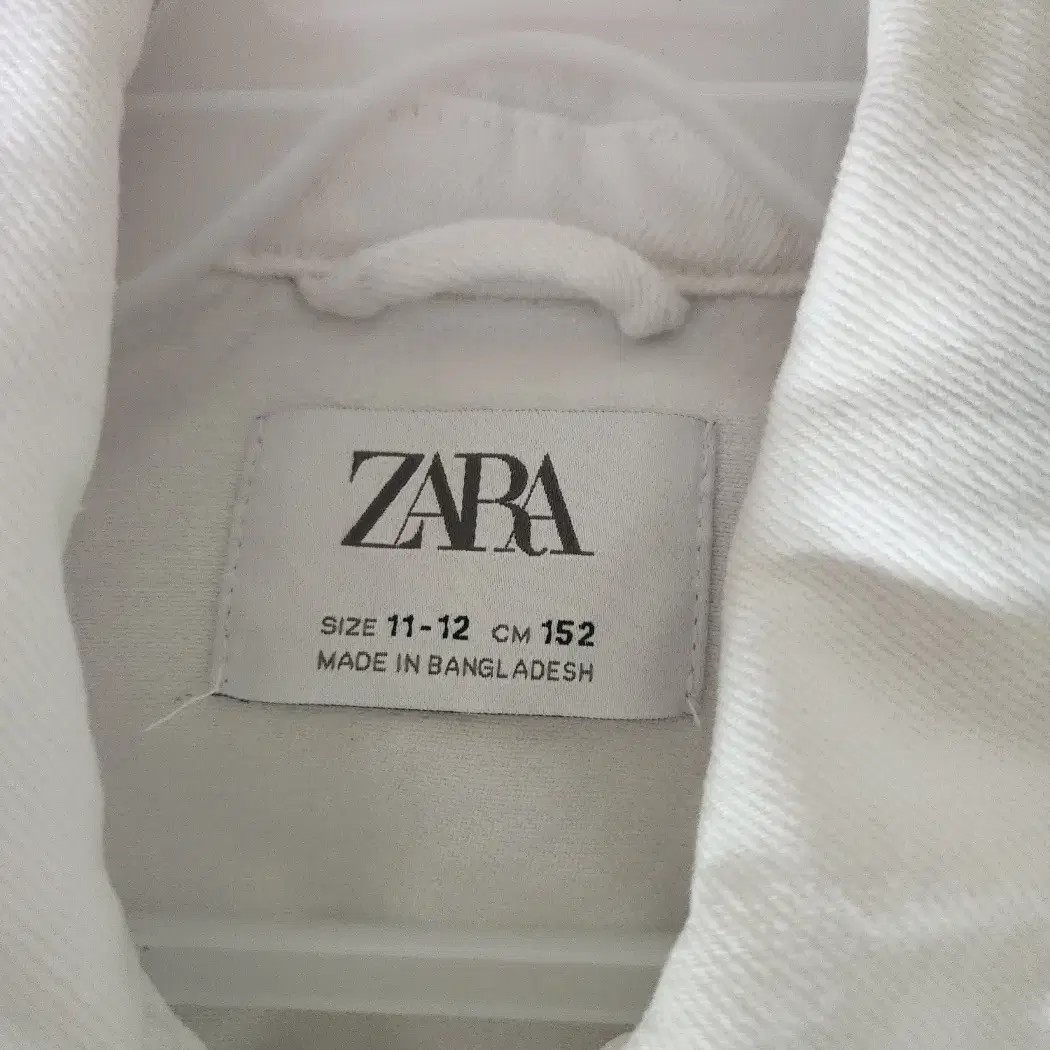 ZARA
SIZE 11-12 CM 152
MADE IN BANGLADESH